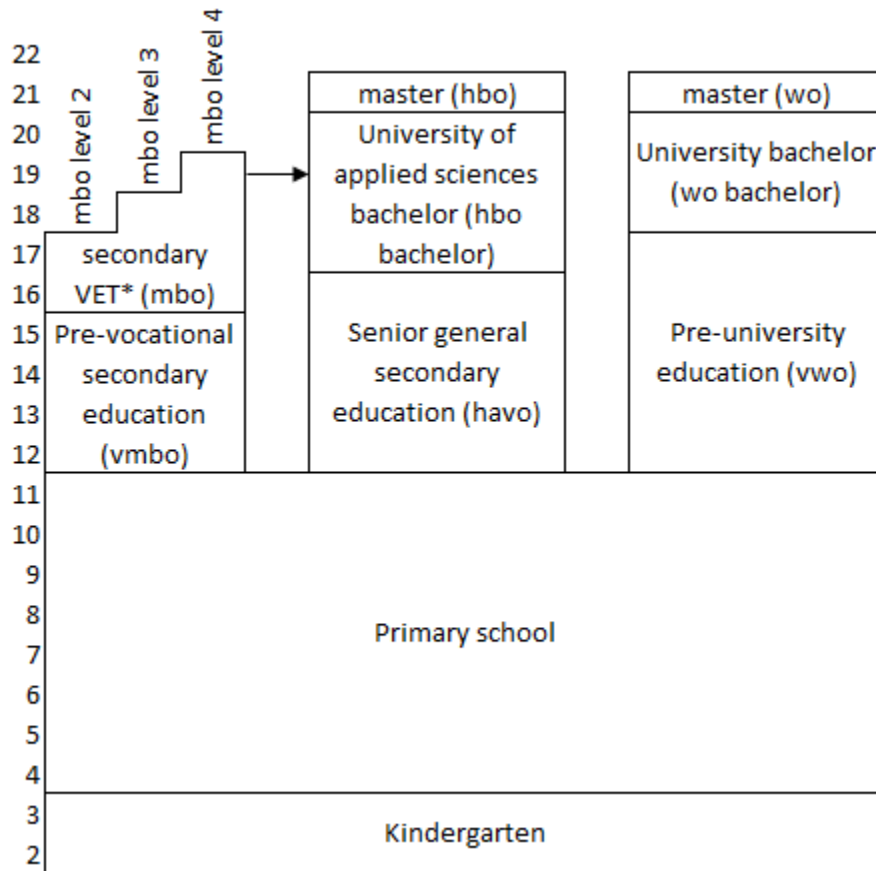 22
21
20
19
18
17
16
15
14
13
12
11
10
9
8
7
6
5
4
3
2
mbo level 2
mbo level 3
mbo level 4
secondary
VET* (mbo)
Pre-vocational
secondary
education
(vmbo)
master (hbo)
University of
applied sciences
bachelor (hbo
bachelor)
Senior general
secondary
education (havo)
master (wo)
University bachelor
(wo bachelor)
Pre-university
education (vwo)
Primary school
Kindergarten